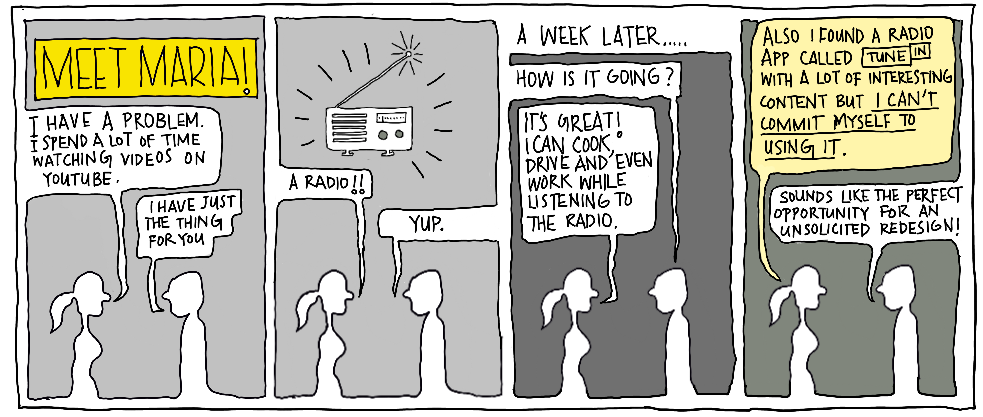 MEET MARIA!
I HAVE A PROBLEM.
I SPEND A LOT OF TIME
WATCHING VIDEOS ON
YOUTUBE.
I HAVE JUST
THE THING
FOR YOU
A RADIO!!
YUP.
A WEEK LATER.....
HOW IS IT GOING?
IT'S GREAT!
I CAN COOK,
DRIVE AND EVEN
WORK WHILE
LISTENING TO
THE RADIO.
ALSO I FOUND A RADIO
APP CALLED TUNE IN
WITH A LOT OF INTERESTING
CONTENT BUT I CAN'T
COMMIT MYSELF TO
USING IT.
SOUNDS LIKE THE PERFECT
OPPORTUNITY FOR AN
UNSOLICITED REDESIGN!